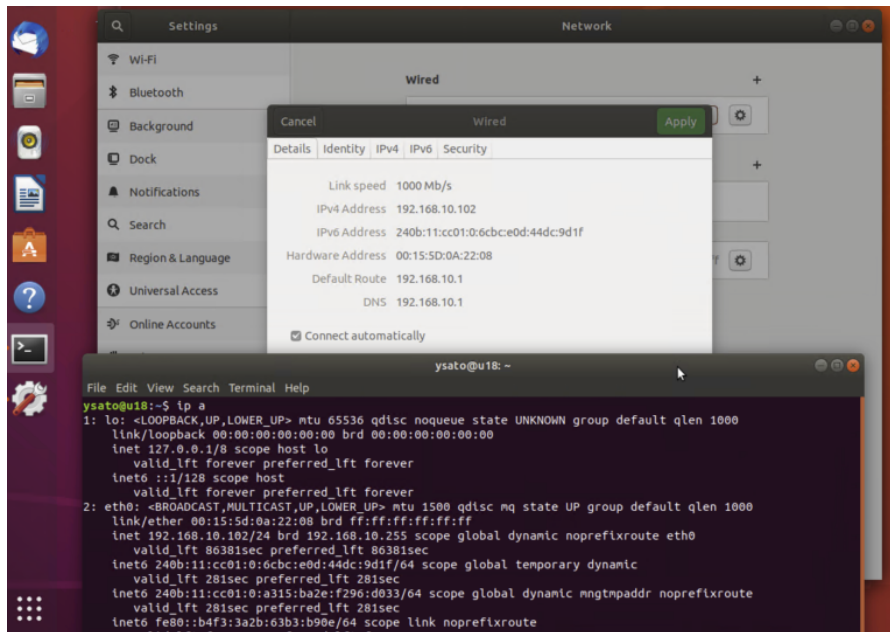 Settings
Network
Wi-Fi
Bluetooth
Background
Dock
Notifications
Search
Region & Language
Universal Access
Online Accounts
Wired
Cancel
Wired
Apply
Details Identity IPv4 IPv6 Security
Link speed 1000 Mb/s
IPv4 Address 192.168.10.102
IPv6 Address 240b:11:cc01:0:6cbc:e0d:44dc:9d1f
Hardware Address 00:15:5D:0A:22:08
Default Route 192.168.10.1
DNS 192.168.10.1
Connect automatically
ysato@u18: ~
File Edit View Search Terminal Help
ysato@u18:~$ ip a
1: lo: <LOOPBACK,UP,LOWER_UP> mtu 65536 qdisc noqueue state UNKNOWN group default qlen 1000
link/loopback 00:00:00:00:00:00 brd 00:00:00:00:00:00
inet 127.0.0.1/8 scope host lo
valid_lft forever preferred_lft forever
inet6 ::1/128 scope host
valid_lft forever preferred_lft forever
2: eth0: <BROADCAST,MULTICAST,UP,LOWER_UP> mtu 1500 qdisc mq state UP group default qlen 1000
link/ether 00:15:5d:0a:22:08 brd ff:ff:ff:ff:ff:ff
inet 192.168.10.102/24 brd 192.168.10.255 scope global dynamic noprefixroute eth0
valid_lft 86381sec preferred_lft 86381sec
inet6 240b:11:cc01:0:6cbc:e0d:44dc:9d1f/64 scope global temporary dynamic
valid_lft 281sec preferred_lft 281sec
inet6 240b:11:cc01:0:a315:ba2e:f296:d033/64 scope global dynamic mngtmpaddr noprefixroute
valid_lft 281sec preferred_lft 281sec
inet6 fe80::b4f3:3a2b:63b3:b90e/64 scope link noprefixroute